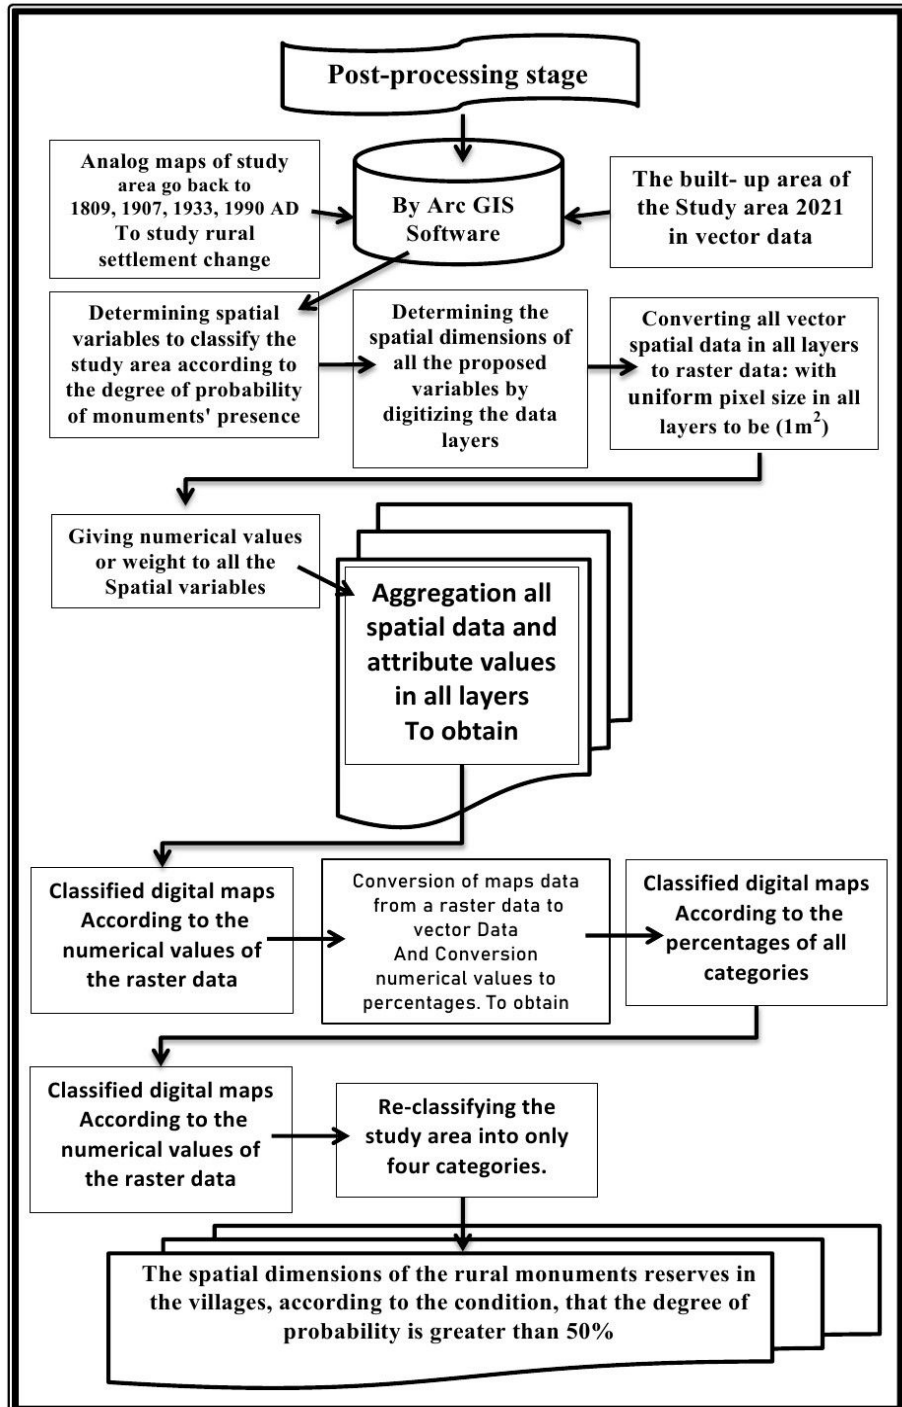 Post-processing stage
Analog maps of study
area go back to
1809, 1907, 1933, 1990 AD
To study rural
settlement change
By Arc GIS
Software
The built- up area of
the Study area 2021
in vector data
Determining spatial
variables to classify the
study area according to
the degree of probability
of monuments' presence
Determining the
spatial dimensions of
all the proposed
variables by
digitizing the data
layers
Converting all vector
spatial data in all layers
to raster data: with
uniform pixel size in all
layers to be (1m²)
Giving numerical values
or weight to all the
Spatial variables
Aggregation all
spatial data and
attribute values
in all layers
To obtain
Classified digital maps
According to the
numerical values of
the raster data
Conversion of maps data
from a raster data to
vector Data
And Conversion
numerical values to
percentages. To obtain
Classified digital maps
According to the
percentages of all
categories
Classified digital maps
According to the
numerical values of
the raster data
Re-classifying the
study area into only
four categories.
The spatial dimensions of the rural monuments reserves in
the villages, according to the condition, that the degree of
probability is greater than 50%